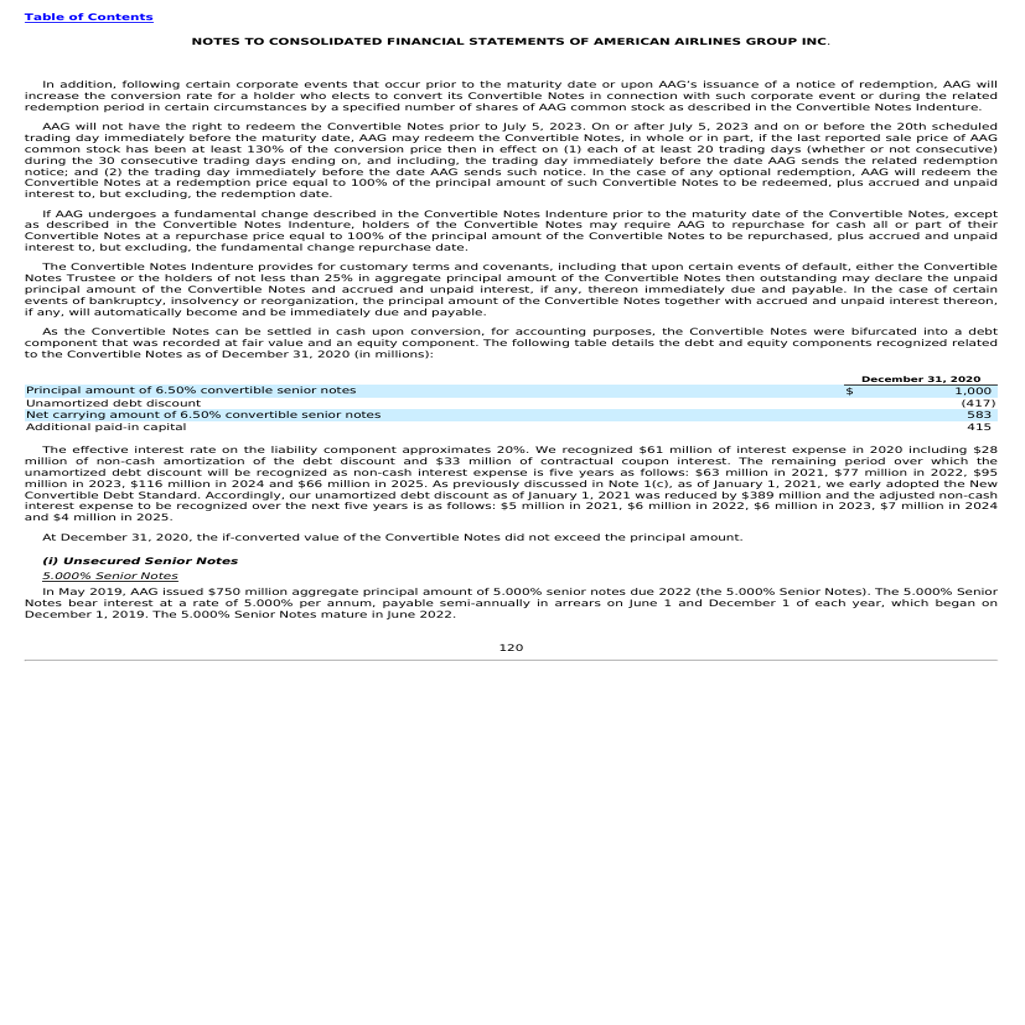 Table of Contents
NOTES TO CONSOLIDATED FINANCIAL STATEMENTS OF AMERICAN AIRLINES GROUP INC.
In addition, following certain corporate events that occur prior to the maturity date or upon AAG’s issuance of a notice of redemption, AAG will
increase the conversion rate for a holder who elects to convert its Convertible Notes in connection with such corporate event or during the related
redemption period in certain circumstances by a specified number of shares of AAG common stock as described in the Convertible Notes Indenture.
AAG will not have the right to redeem the Convertible Notes prior to July 5, 2023. On or after July 5, 2023 and on or before the 20th scheduled
trading day immediately before the maturity date, AAG may redeem the Convertible Notes, in whole or in part, if the last reported sale price of AAG
common stock has been at least 130% of the conversion price then in effect on (1) each of at least 20 trading days (whether or not consecutive)
during the 30 consecutive trading days ending on, and including, the trading day immediately before the date AAG sends the related redemption
notice; and (2) the trading day immediately before the date AAG sends such notice. In the case of any optional redemption, AAG will redeem the
Convertible Notes at a redemption price equal to 100% of the principal amount of such Convertible Notes to be redeemed, plus accrued and unpaid
interest to, but excluding, the redemption date.
If AAG undergoes a fundamental change described in the Convertible Notes Indenture prior to the maturity date of the Convertible Notes, except
as described in the Convertible Notes Indenture, holders of the Convertible Notes may require AAG to repurchase for cash all or part of their
Convertible Notes at a repurchase price equal to 100% of the principal amount of the Convertible Notes to be repurchased, plus accrued and unpaid
interest to, but excluding, the fundamental change repurchase date.
The Convertible Notes Indenture provides for customary terms and covenants, including that upon certain events of default, either the Convertible
Notes Trustee or the holders of not less than 25% in aggregate principal amount of the Convertible Notes then outstanding may declare the unpaid
principal amount of the Convertible Notes and accrued and unpaid interest, if any, thereon immediately due and payable. In the case of certain
events of bankruptcy, insolvency or reorganization, the principal amount of the Convertible Notes together with accrued and unpaid interest thereon,
if any, will automatically become and be immediately due and payable.
As the Convertible Notes can be settled in cash upon conversion, for accounting purposes, the Convertible Notes were bifurcated into a debt
component that was recorded at fair value and an equity component. The following table details the debt and equity components recognized related
to the Convertible Notes as of December 31, 2020 (in millions):
December 31, 2020
Principal amount of 6.50% convertible senior notes $ 1,000
Unamortized debt discount (417)
Net carrying amount of 6.50% convertible senior notes 583
Additional paid-in capital 415
The effective interest rate on the liability component approximates 20%. We recognized $61 million of interest expense in 2020 including $28
million of non-cash amortization of the debt discount and $33 million of contractual coupon interest. The remaining period over which the
unamortized debt discount will be recognized as non-cash interest expense is five years as follows: $63 million in 2021, $77 million in 2022, $95
million in 2023, $116 million in 2024 and $66 million in 2025. As previously discussed in Note 1(c), as of January 1, 2021, we early adopted the New
Convertible Debt Standard. Accordingly, our unamortized debt discount as of January 1, 2021 was reduced by $389 million and the adjusted non-cash
interest expense to be recognized over the next five years is as follows: $5 million in 2021, $6 million in 2022, $6 million in 2023, $7 million in 2024
and $4 million in 2025.
At December 31, 2020, the if-converted value of the Convertible Notes did not exceed the principal amount.
(i) Unsecured Senior Notes
5.000% Senior Notes
In May 2019, AAG issued $750 million aggregate principal amount of 5.000% senior notes due 2022 (the 5.000% Senior Notes). The 5.000% Senior
Notes bear interest at a rate of 5.000% per annum, payable semi-annually in arrears on June 1 and December 1 of each year, which began on
December 1, 2019. The 5.000% Senior Notes mature in June 2022.
120